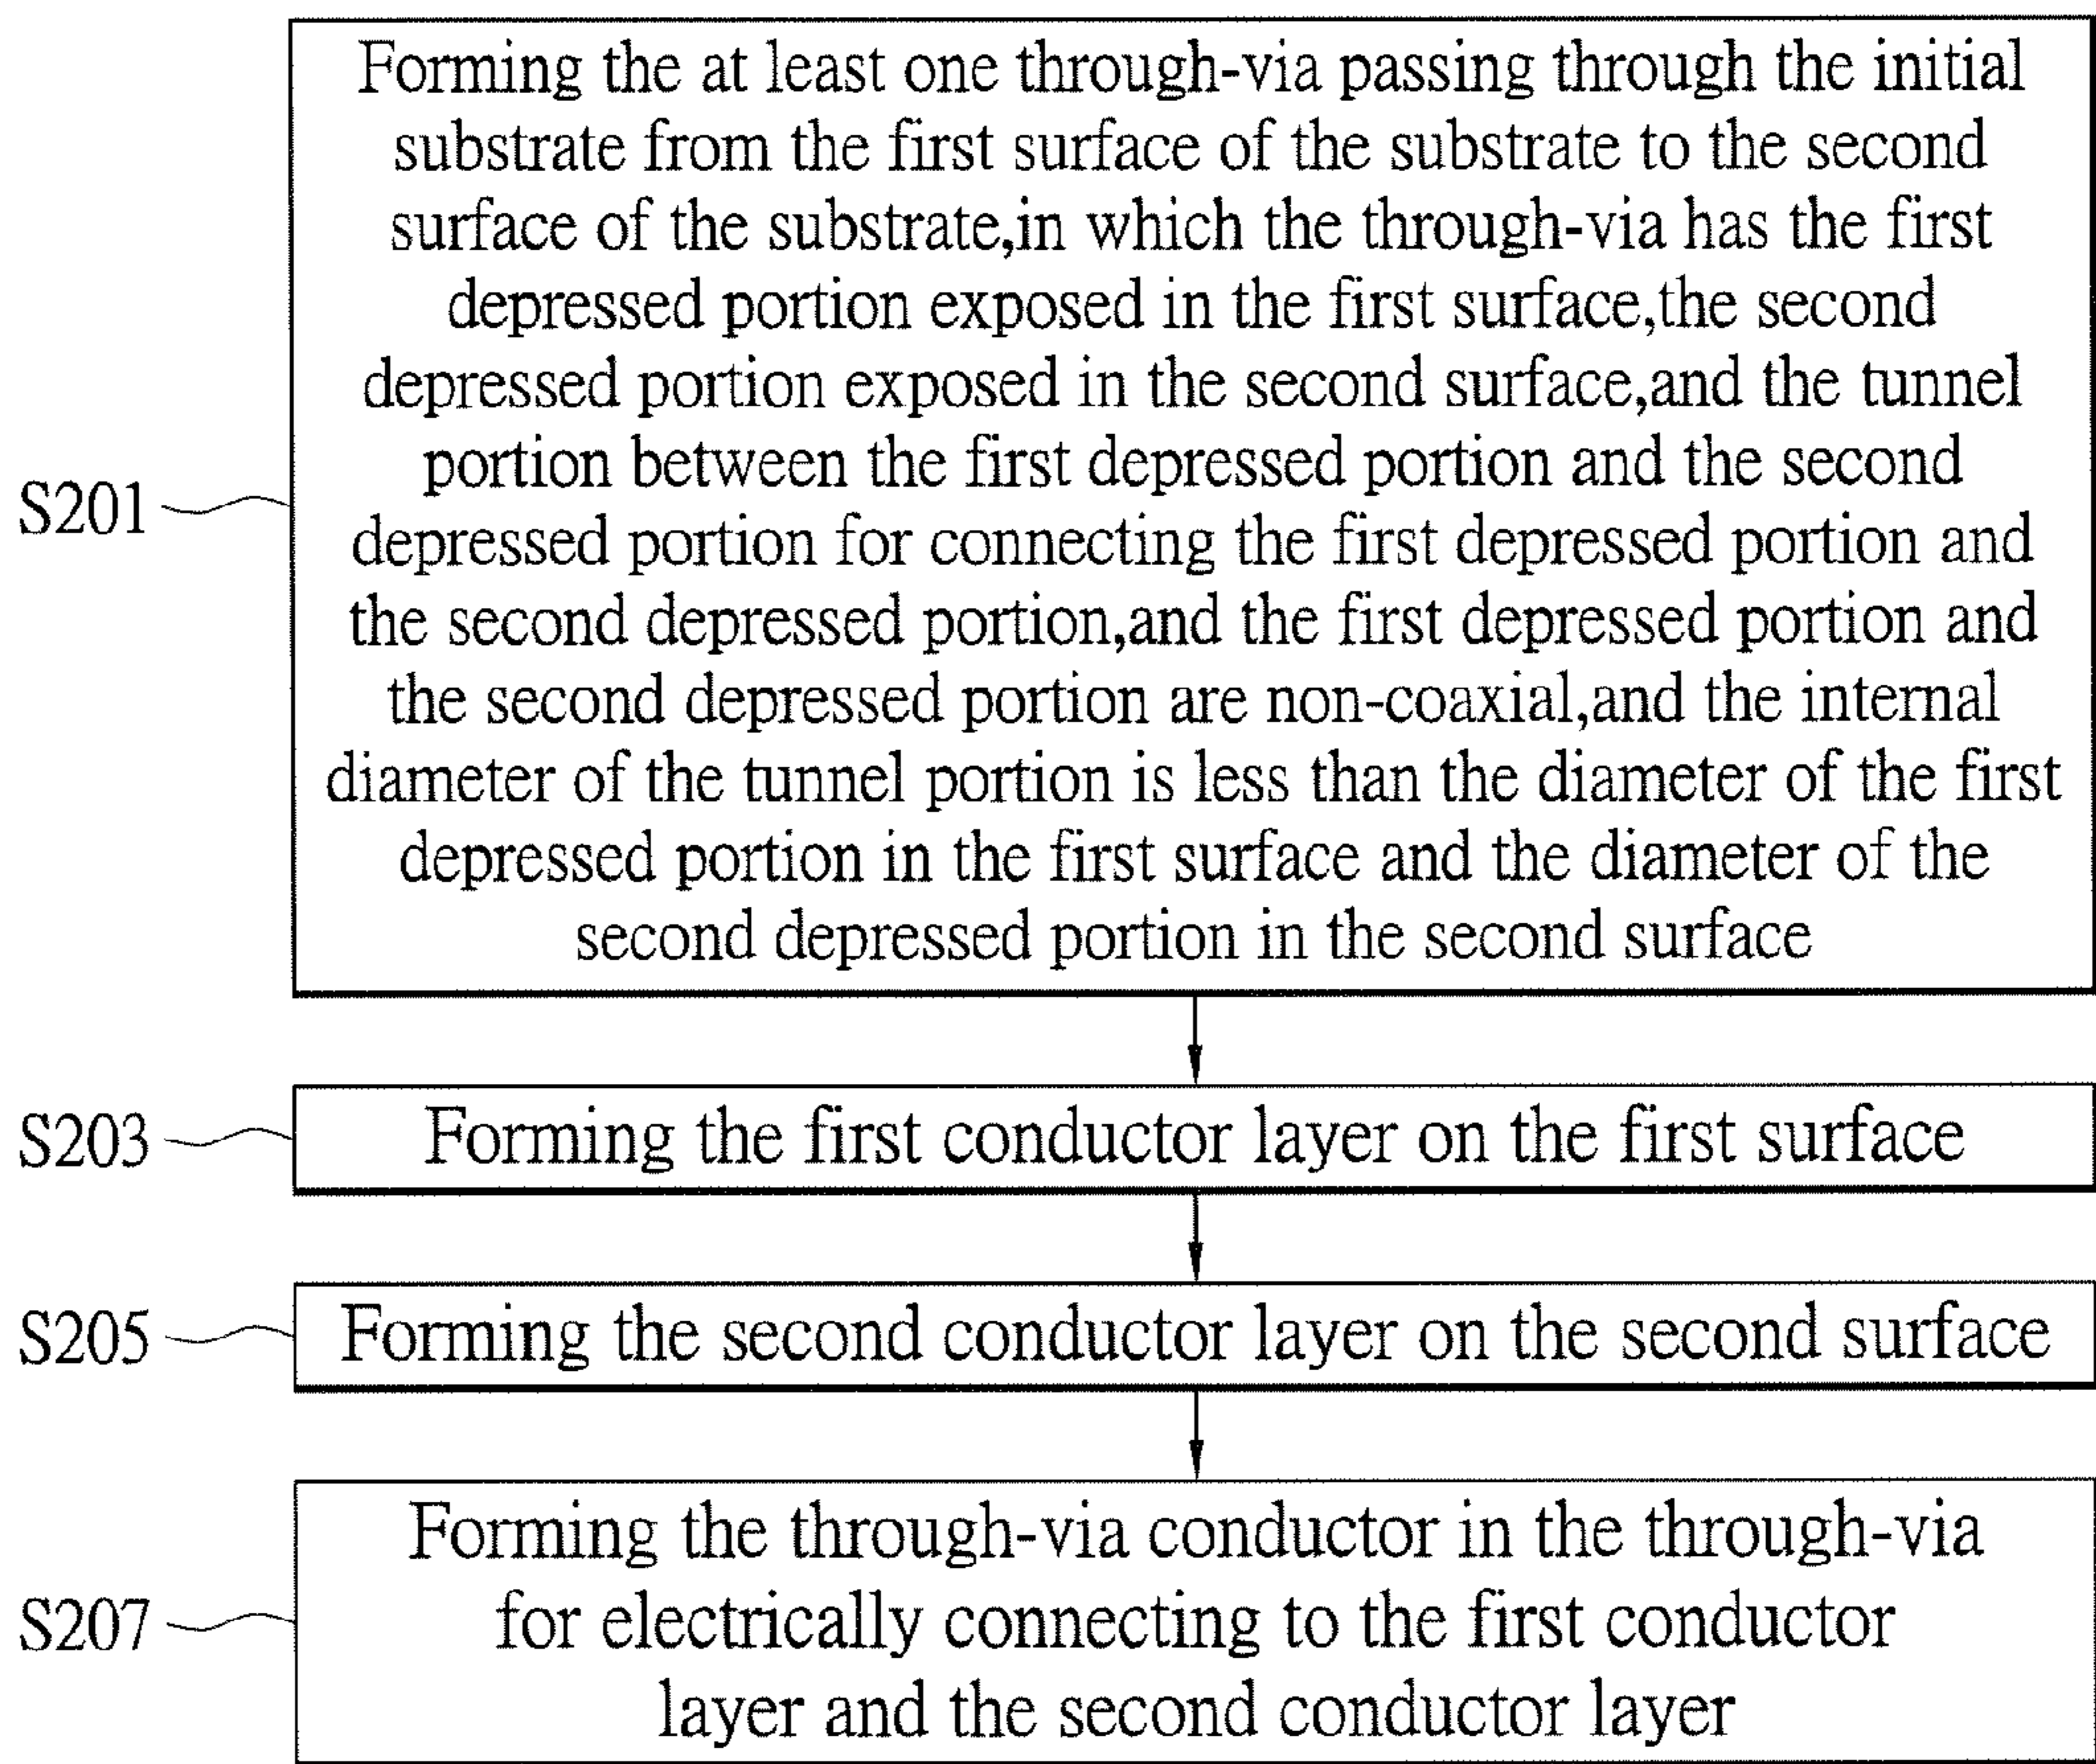 Forming the at least one through-via passing through the initial
substrate from the first surface of the substrate to the second
surface of the substrate,in which the through-via has the first
depressed portion exposed in the first surface,the second
depressed portion exposed in the second surface,and the tunnel
portion between the first depressed portion and the second
S201
depressed portion for connecting the first depressed portion and
the second depressed portion,and the first depressed portion and
the second depressed portion are non-coaxial,and the internal
diameter of the tunnel portion is less than the diameter of the first
depressed portion in the first surface and the diameter of the
second depressed portion in the second surface
S203
Forming the first conductor layer on the first surface
S205
Forming the second conductor layer on the second surface
S207
Forming the through-via conductor in the through-via
for electrically connecting to the first conductor
layer and the second conductor layer